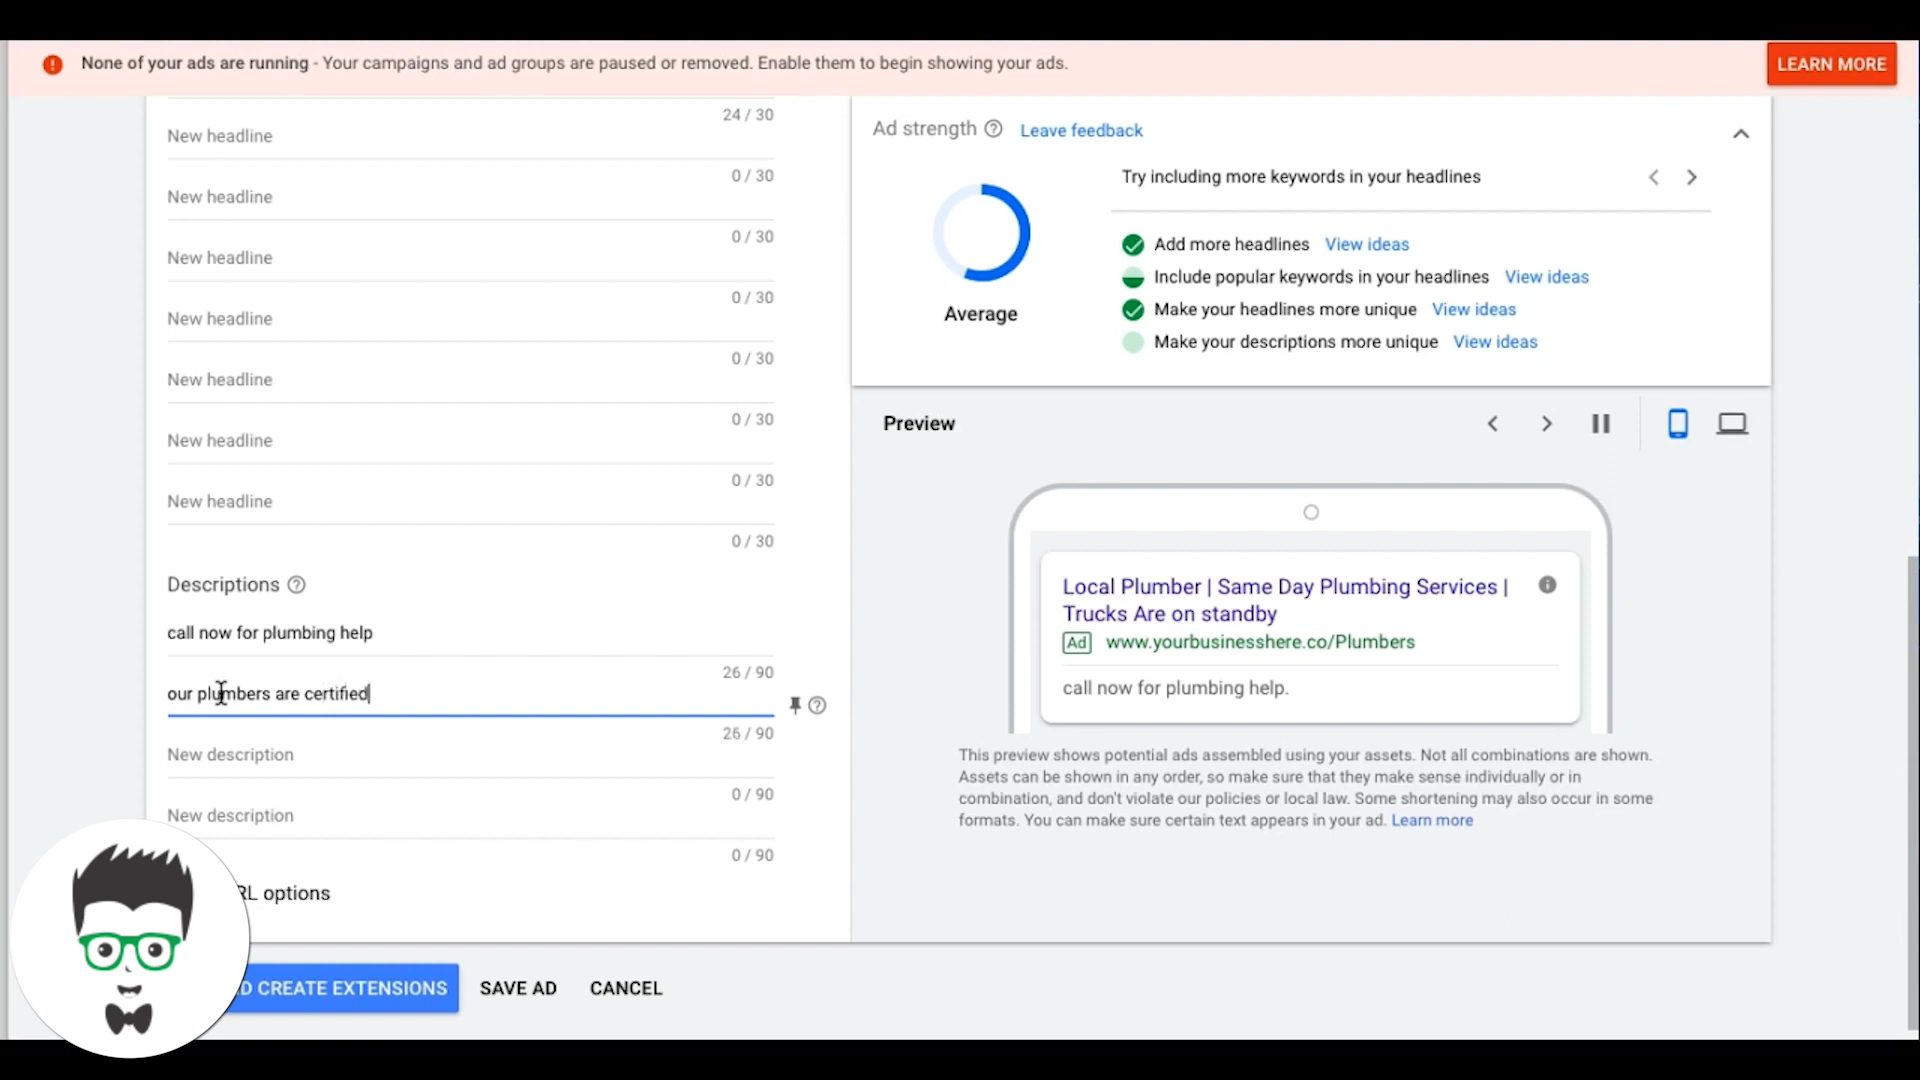 None of your ads are running - Your campaigns and ad groups are paused or removed. Enable them to begin showing your ads.
LEARN MORE
24 / 30
New headline
0 / 30
New headline
0 / 30
New headline
0 / 30
New headline
0 / 30
New headline
0 / 30
New headline
0 / 30
New headline
0 / 30
Descriptions
call now for plumbing help
26 / 90
our plumbers are certified
26 / 90
New description
0 / 90
New description
0 / 90
RL options
D CREATE EXTENSIONS
SAVE AD
CANCEL
Ad strength
Leave feedback
Average
Try including more keywords in your headlines
Add more headlines View ideas
Include popular keywords in your headlines View ideas
Make your headlines more unique View ideas
Make your descriptions more unique View ideas
Preview
Local Plumber | Same Day Plumbing Services |
Trucks Are on standby
Ad www.yourbusinesshere.co/Plumbers
call now for plumbing help.
This preview shows potential ads assembled using your assets. Not all combinations are shown.
Assets can be shown in any order, so make sure that they make sense individually or in
combination, and don't violate our policies or local law. Some shortening may also occur in some
formats. You can make sure certain text appears in your ad. Learn more